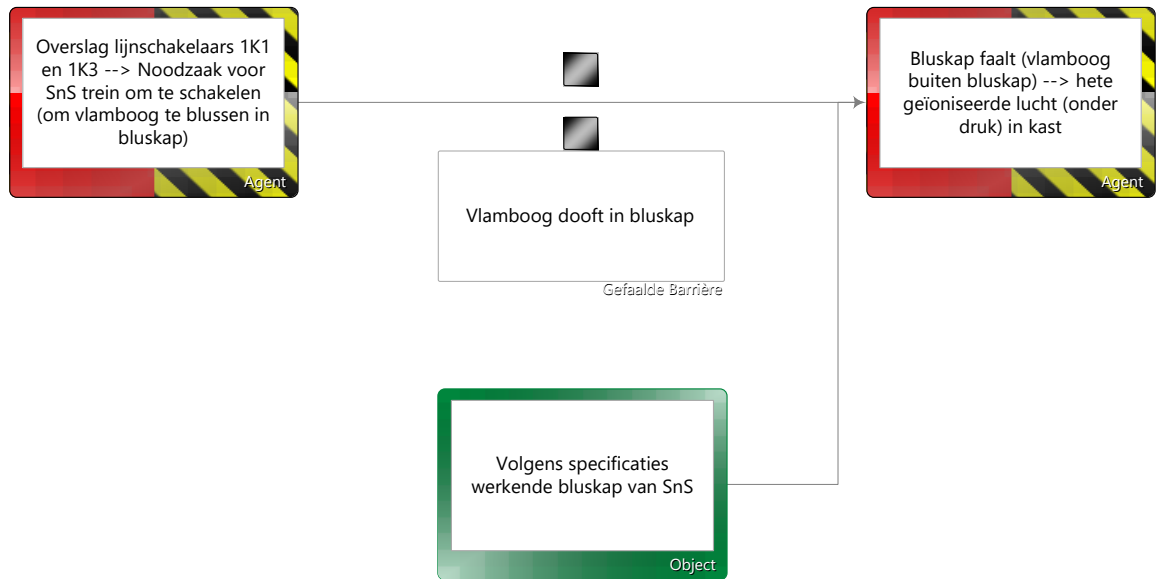 Overslag lijnschakelaars 1K1
en 1K3 --> Noodzaak voor
SnS trein om te schakelen
(om vlamboog te blussen in
bluskap)
Agent
Bluskap faalt (vlamboog
buiten bluskap) --> hete
geïoniseerde lucht (onder
druk) in kast
Agent
Vlamboog dooft in bluskap
Gefaalde Barrière
Volgens specificaties
werkende bluskap van SnS
Object